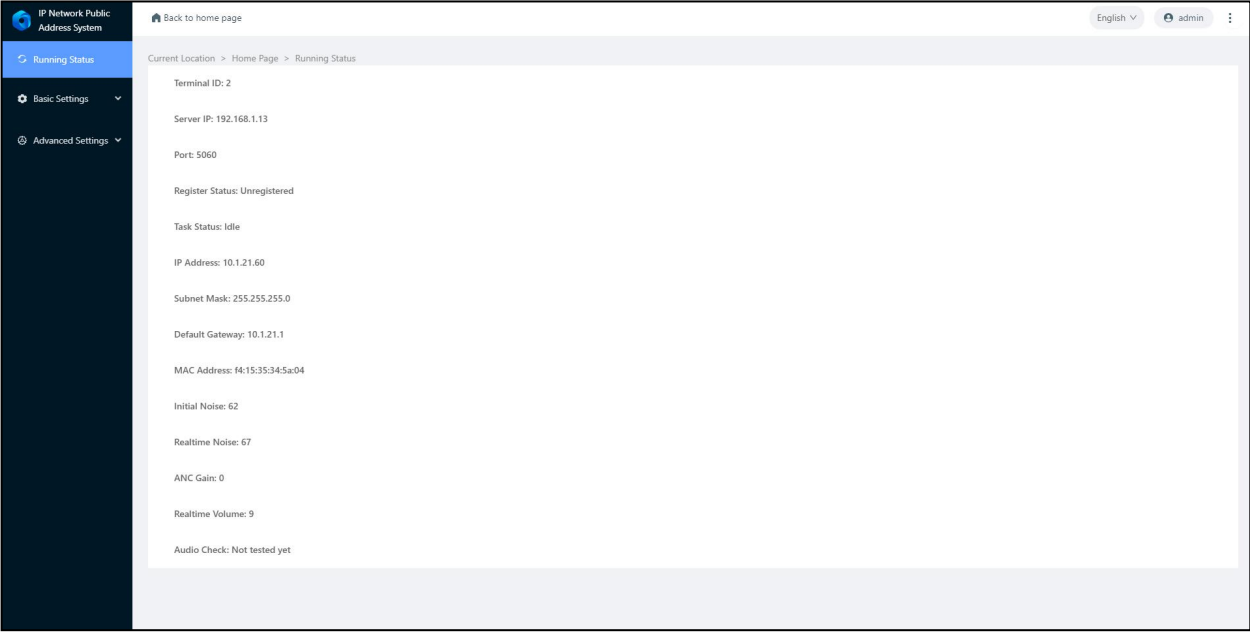 IP Network Public
Address System
Back to home page
English
admin
Running Status
Basic Settings
Advanced Settings
Current Location > Home Page > Running Status
Terminal ID: 2
Server IP: 192.168.1.13
Port: 5060
Register Status: Unregistered
Task Status: Idle
IP Address: 10.1.21.60
Subnet Mask: 255.255.255.0
Default Gateway: 10.1.21.1
MAC Address: f4:15:35:34:5a:04
Initial Noise: 62
Realtime Noise: 67
ANC Gain: 0
Realtime Volume: 9
Audio Check: Not tested yet